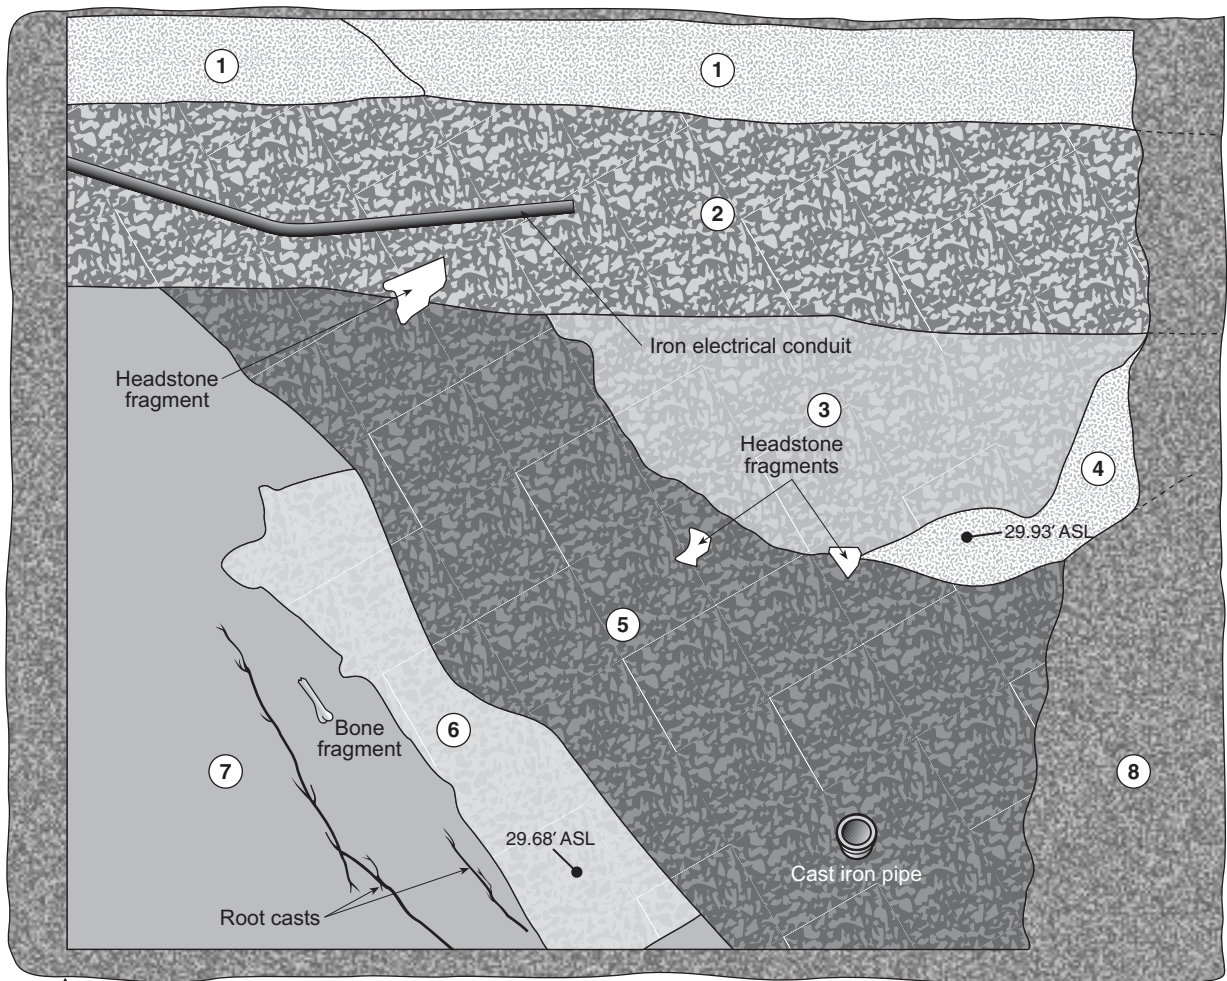 1
1
2
Iron electrical conduit
Headstone
fragment
3
Headstone
fragments
4
29.93′ ASL
5
6
Bone
fragment
7
8
29.68′ ASL
Cast iron pipe
Root casts